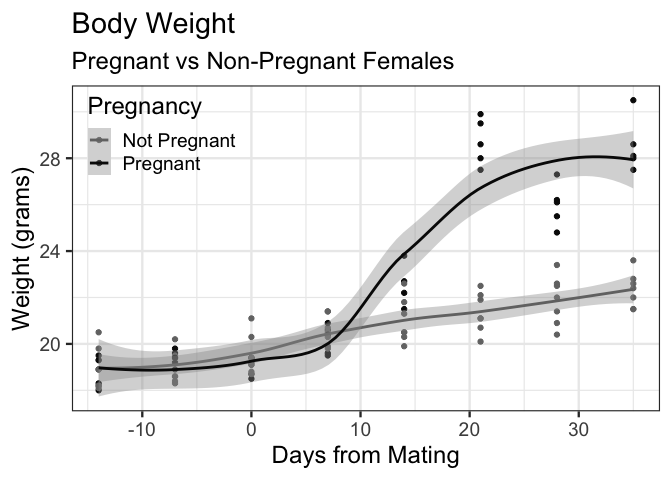 Body Weight
Pregnant vs Non-Pregnant Females
Pregnancy
Not Pregnant
Pregnant
28
24
20
Weight (grams)
-10 0 10 20 30
Days from Mating